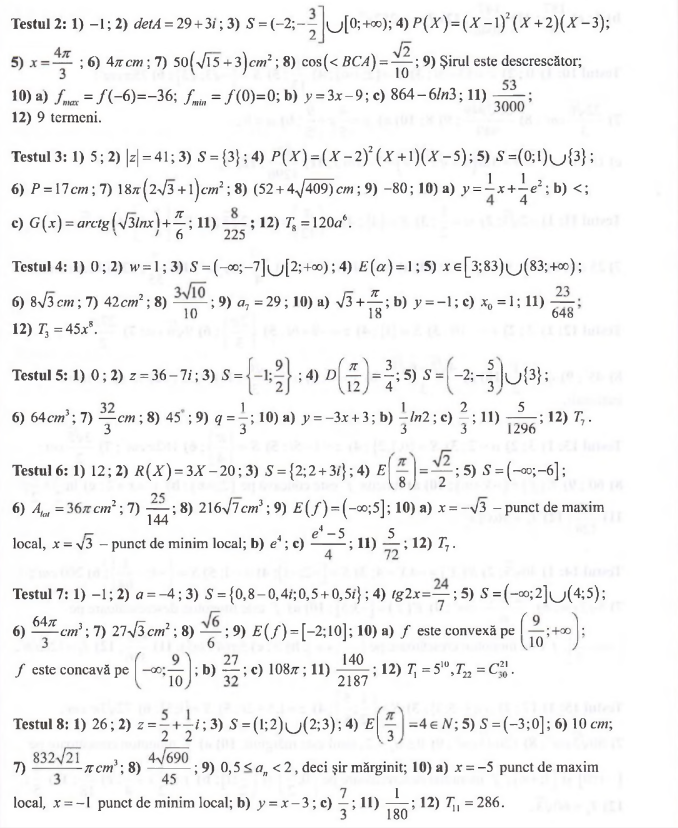 Testul 2: 1) −1; 2) detA = 29+3i; 3) S = (−2; −3/2] ∪ [0; +∞); 4) P(X) = (X−1)²(X+2)(X−3);
5) x = 4π/3; 6) 4π cm; 7) 50(√15+3) cm²; 8) cos(<BCA) = √2/10; 9) Şirul este descrescător;
10) a) f_max = f(−6)=−36; f_min = f(0)=0; b) y = 3x−9; c) 864−6ln3; 11) 53/3000;
12) 9 termeni.
Testul 3: 1) 5; 2) |z| = 41; 3) S = {3}; 4) P(X) = (X−2)²(X+1)(X−5); 5) S = (0;1) ∪ {3};
6) P = 17cm; 7) 18π(2√3+1) cm²; 8) (52+4√409) cm; 9) −80; 10) a) y = 1/4 x + 1/4 e²; b) <;
c) G(x) = arctg(√3lnx) + π/6; 11) 8/225; 12) T₈ = 120a⁶.
Testul 4: 1) 0; 2) w = 1; 3) S = (−∞; −7] ∪ [2; +∞); 4) E(α) = 1; 5) x ∈ [3;83) ∪ (83; +∞);
6) 8√3 cm; 7) 42cm²; 8) 3√10/10; 9) a₇ = 29; 10) a) √3 + π/18; b) y = −1; c) x₀ = 1; 11) 23/648;
12) T₃ = 45x⁸.
Testul 5: 1) 0; 2) z = 36−7i; 3) S = {−1; 9/2}; 4) D(π/12) = 3/4; 5) S = (−2; −5/3) ∪ {3};
6) 64cm³; 7) 32/3 cm; 8) 45°; 9) q = 1/3; 10) a) y = −3x+3; b) 1/3 ln2; c) 2/3; 11) 5/1296; 12) T₇.
Testul 6: 1) 12; 2) R(X) = 3X−20; 3) S = {2; 2+3i}; 4) E(π/8) = √2/2; 5) S = (−∞; −6];
6) A_lat = 36π cm²; 7) 25/144; 8) 216√7 cm³; 9) E(f) = (−∞; 5]; 10) a) x = −√3 – punct de maxim
local, x = √3 – punct de minim local; b) e⁴; c) (e⁴−5)/4; 11) 5/72; 12) T₇.
Testul 7: 1) −1; 2) a = −4; 3) S = {0,8−0,4i; 0,5+0,5i}; 4) tg2x = 24/7; 5) S = (−∞; 2] ∪ (4;5);
6) 64π/3 cm³; 7) 27√3 cm²; 8) √6/6; 9) E(f) = [−2;10]; 10) a) f este convexă pe (9/10; +∞);
f este concavă pe (−∞; 9/10); b) 27/32; c) 108π; 11) 140/2187; 12) T₁ = 5¹⁰, T₂₂ = C₃₀²¹.
Testul 8: 1) 26; 2) z = 5/2 + 1/2 i; 3) S = (1;2) ∪ (2;3); 4) E(π/3) = 4 ∈ N; 5) S = (−3;0]; 6) 10 cm;
7) 832√21/3 π cm³; 8) 4√690/45; 9) 0,5 ≤ aₙ < 2, deci şir mărginit; 10) a) x = −5 punct de maxim
local, x = −1 punct de minim local; b) y = x−3; c) 7/3; 11) 1/180; 12) T₁₁ = 286.